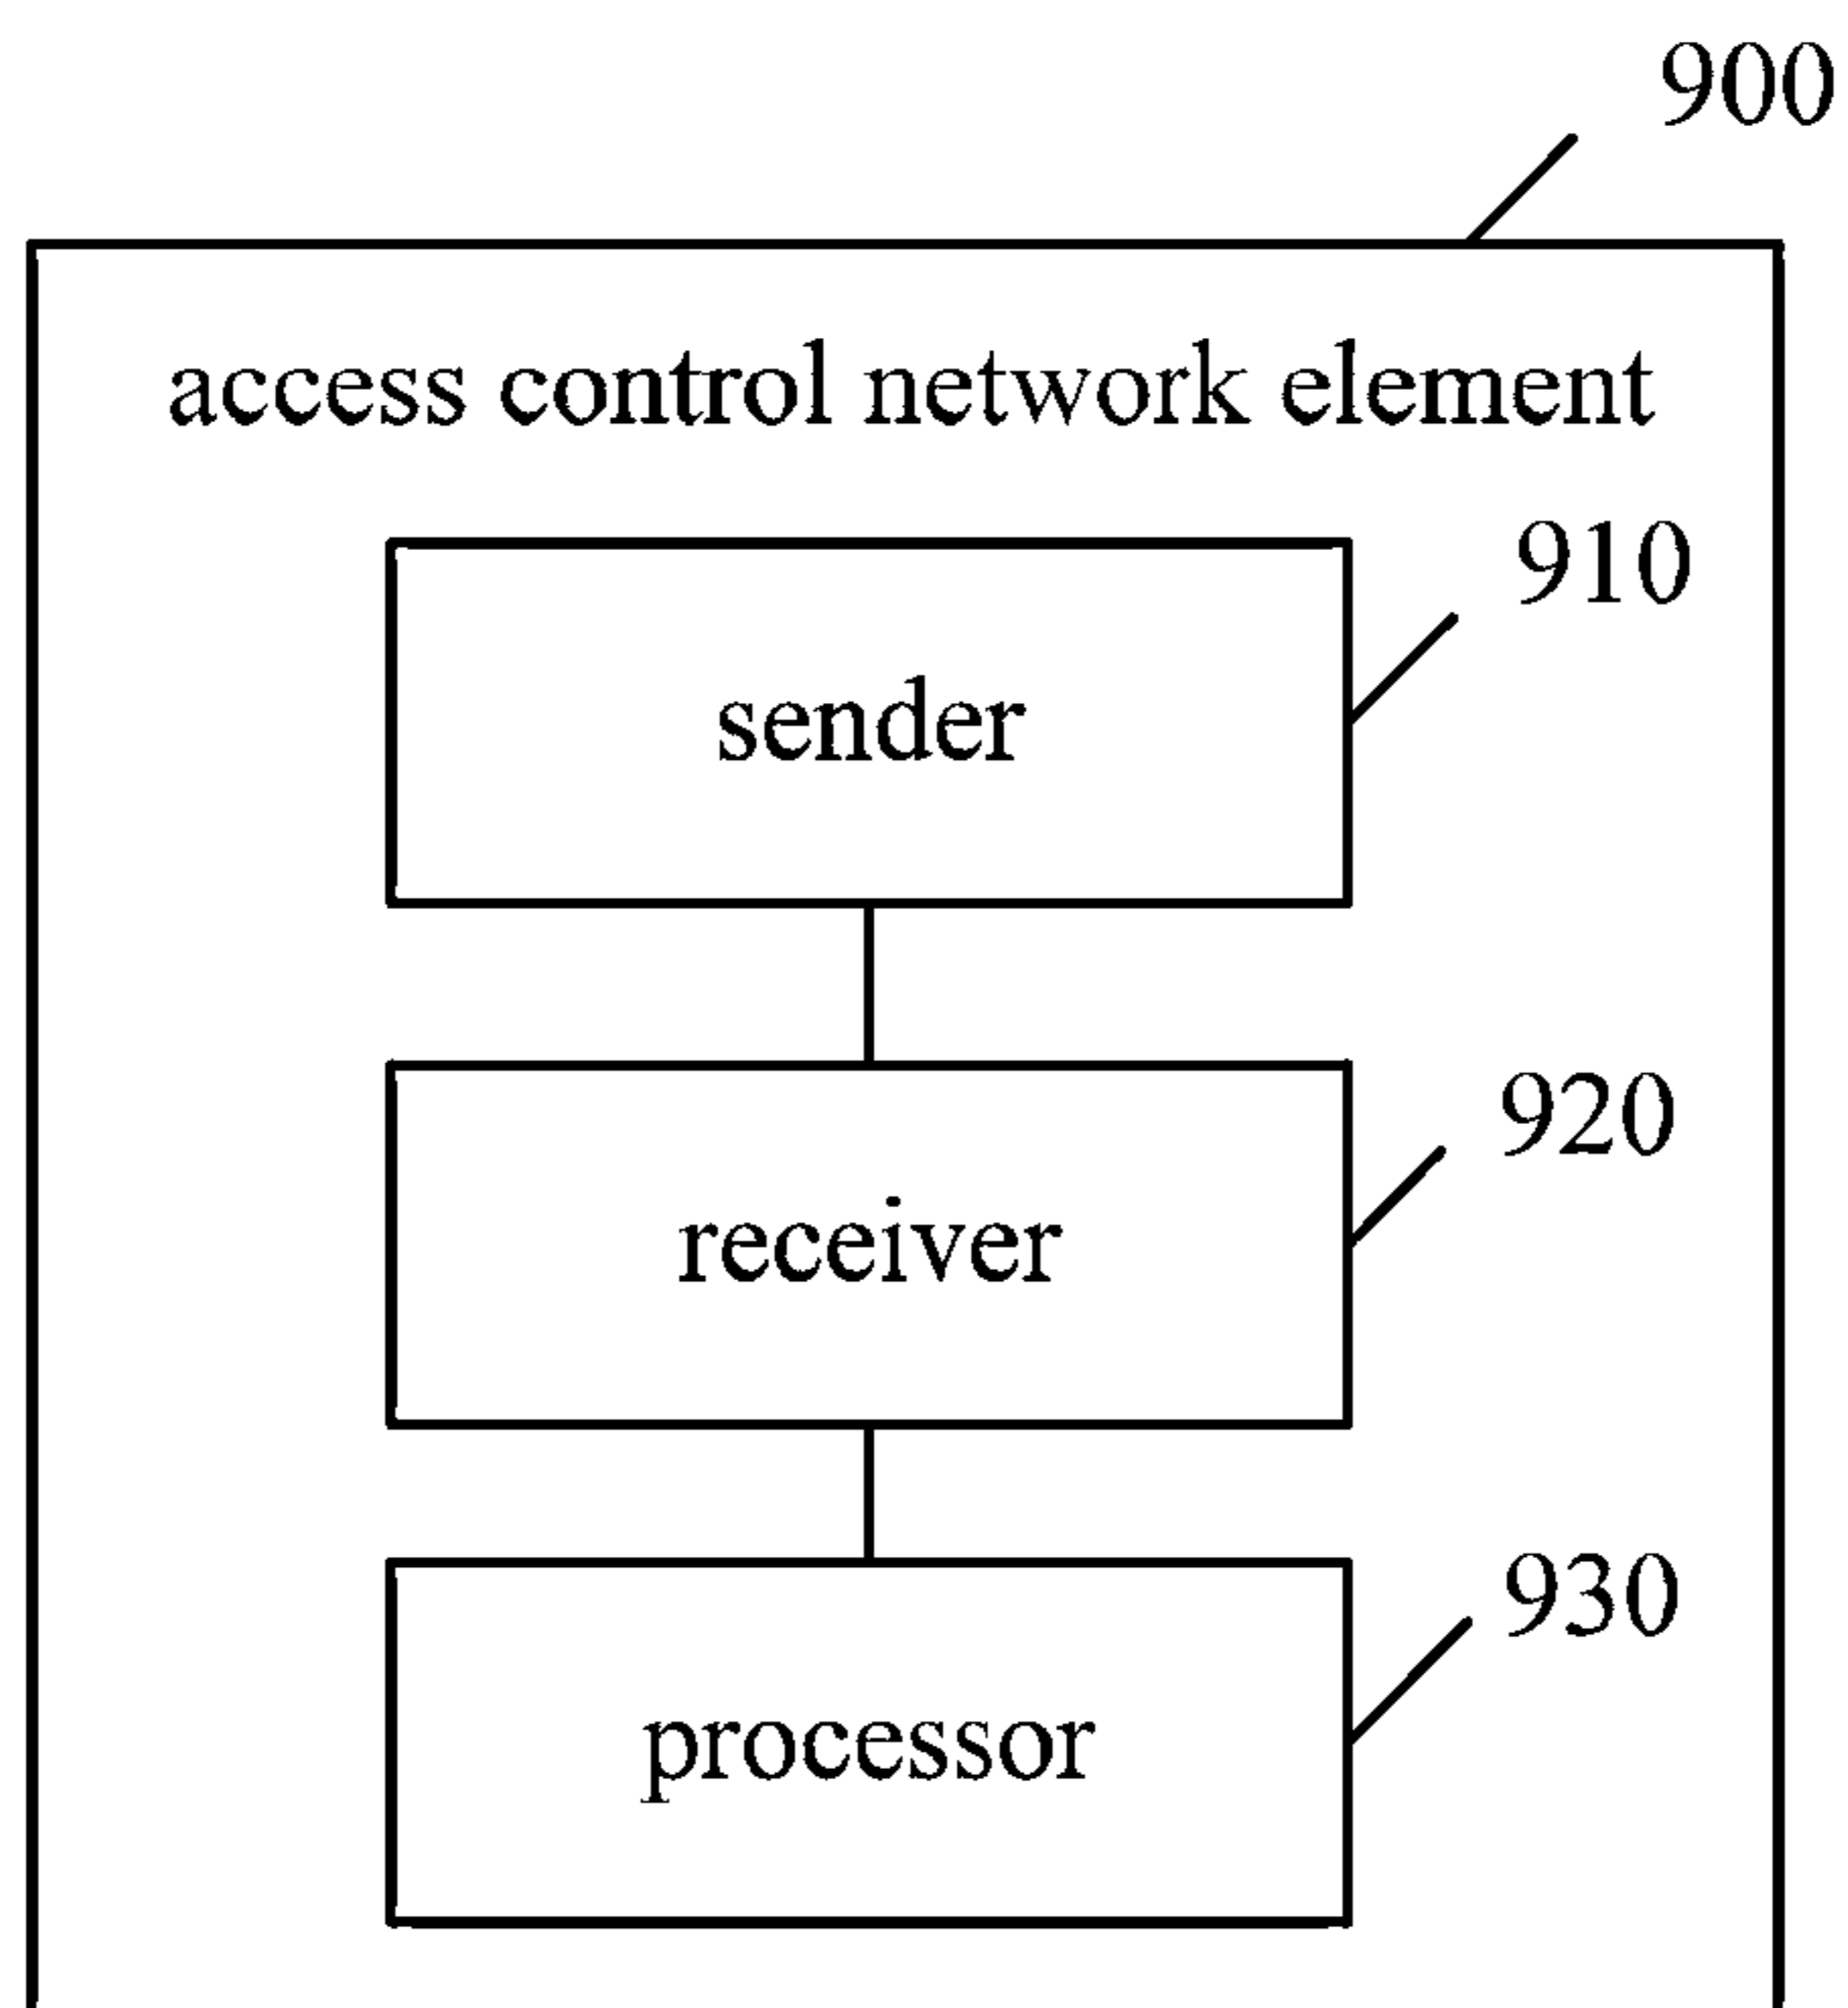 900
access control network element
910
sender
920
receiver
930
processor